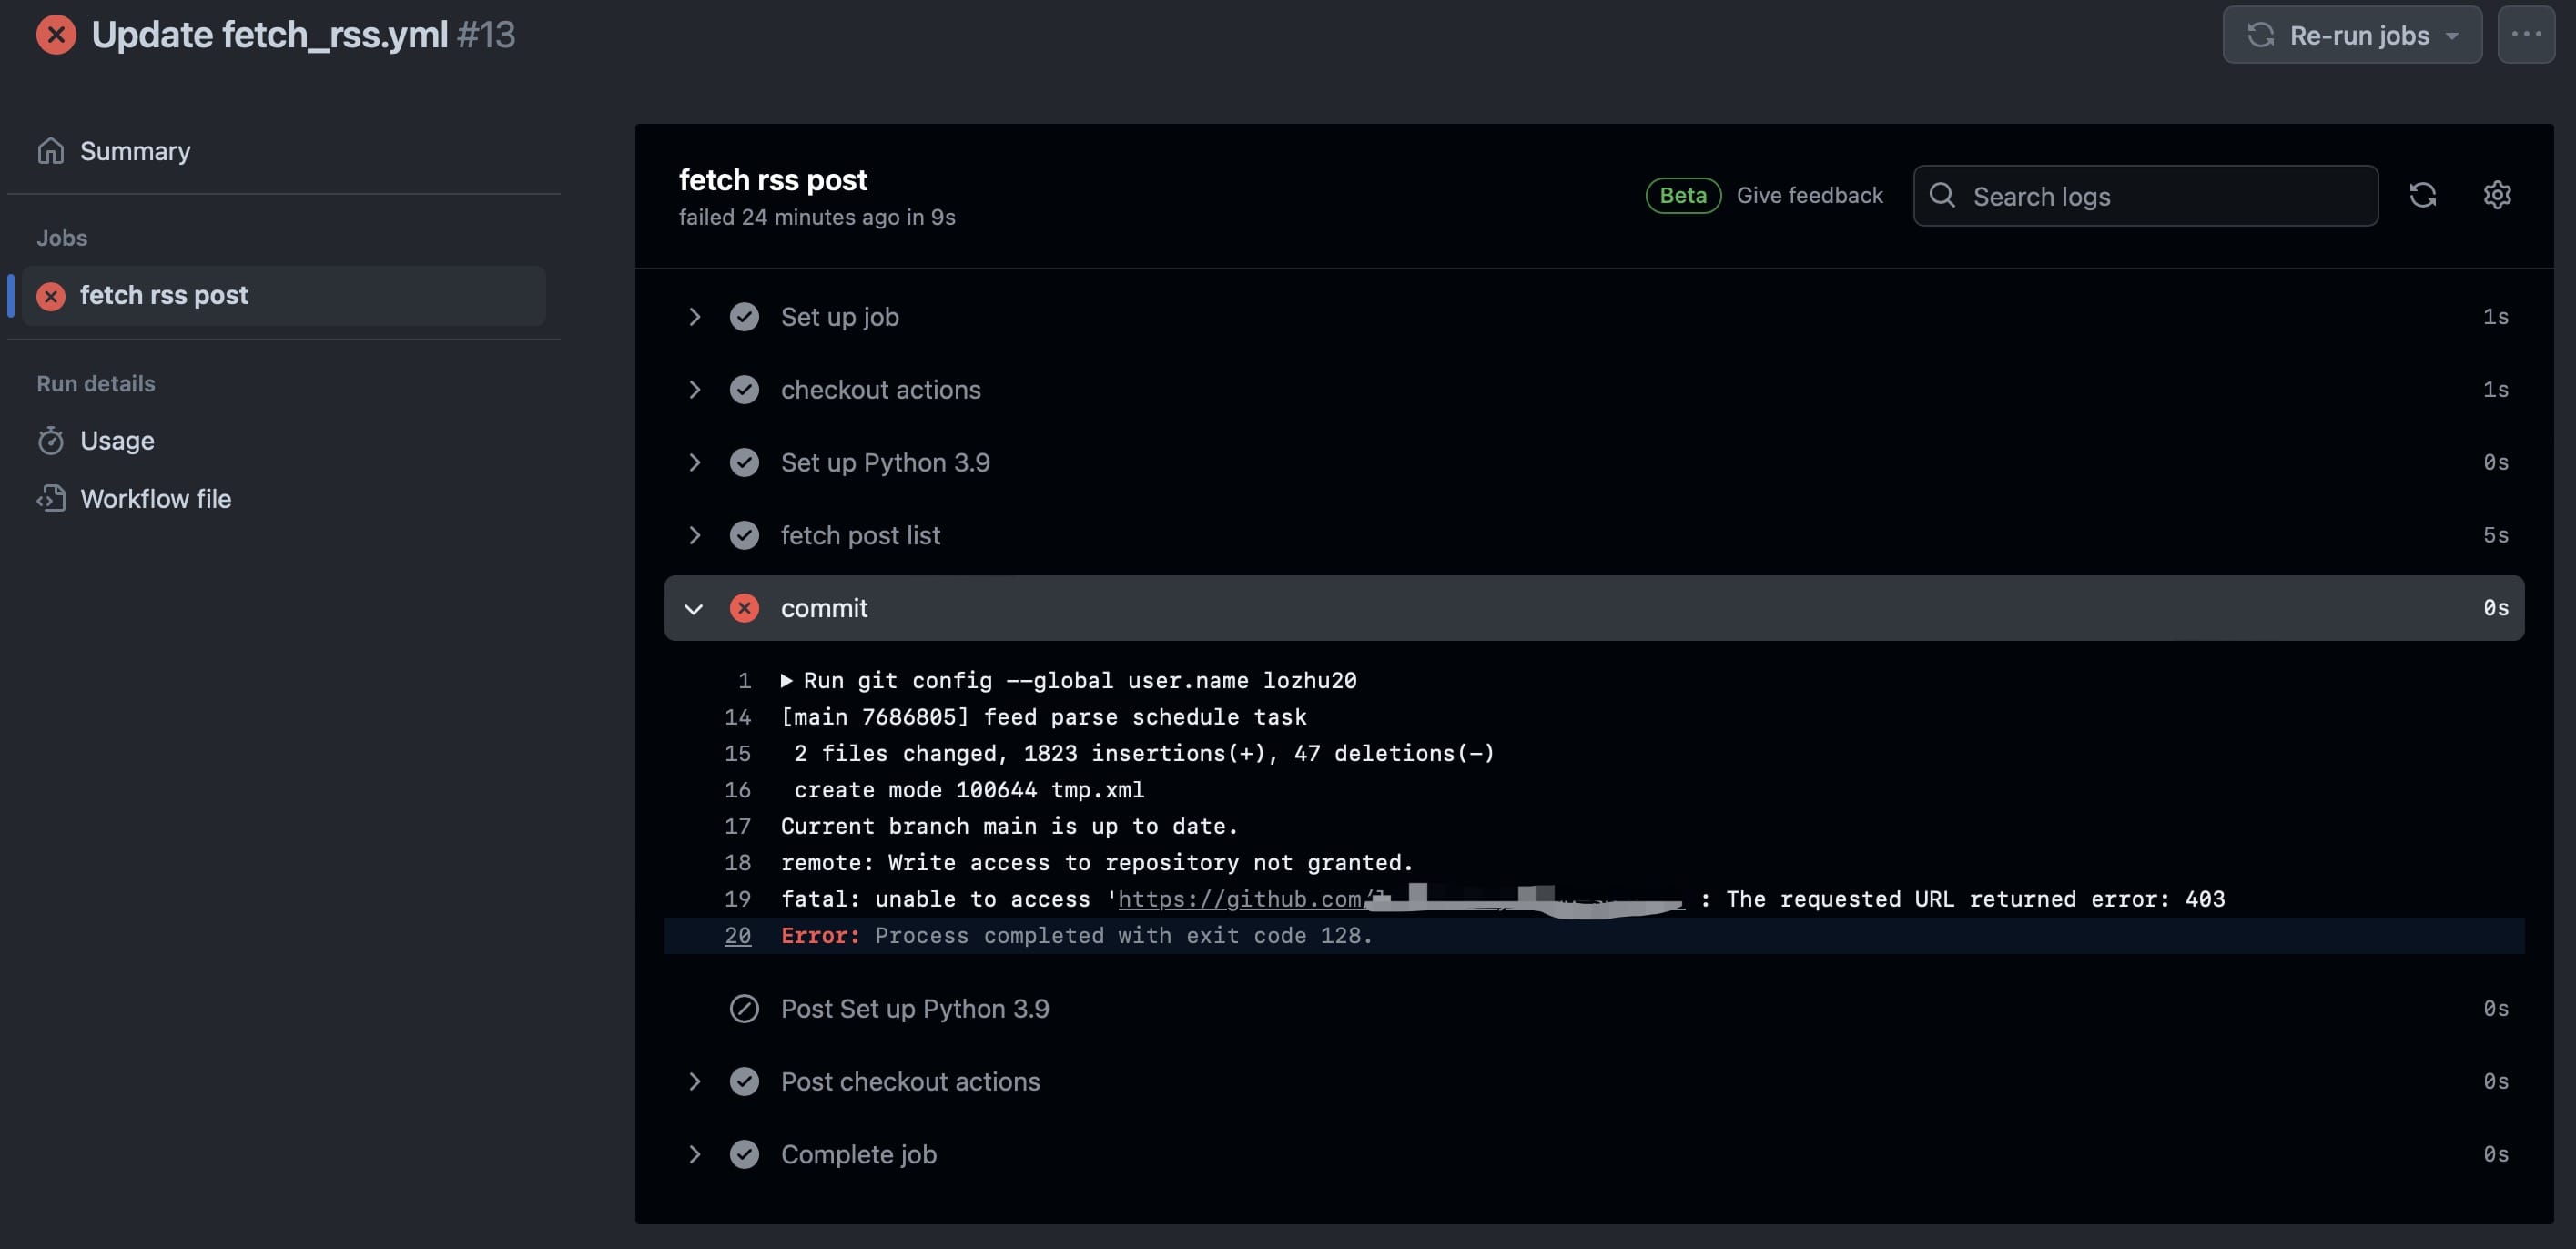 Update fetch_rss.yml #13
Re-run jobs
Summary
Jobs
fetch rss post
Run details
Usage
Workflow file
fetch rss post
failed 24 minutes ago in 9s
Beta
Give feedback
Search logs
Set up job 1s
checkout actions 1s
Set up Python 3.9 0s
fetch post list 5s
commit 0s
1 Run git config --global user.name lozhu20
14 [main 7686805] feed parse schedule task
15 2 files changed, 1823 insertions(+), 47 deletions(-)
16 create mode 100644 tmp.xml
17 Current branch main is up to date.
18 remote: Write access to repository not granted.
19 fatal: unable to access 'https://github.com/ : The requested URL returned error: 403
20 Error: Process completed with exit code 128.
Post Set up Python 3.9 0s
Post checkout actions 0s
Complete job 0s